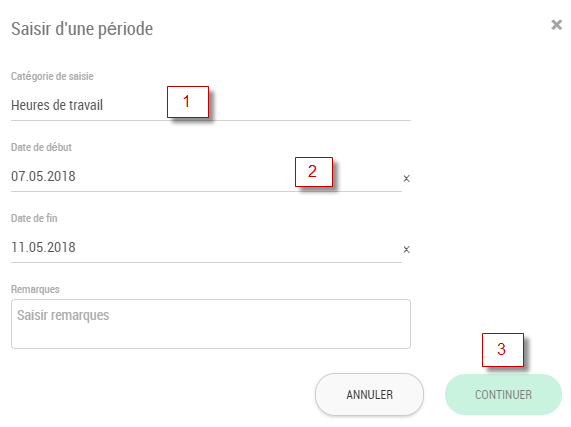 Saisir d'une période
Catégorie de saisie
Heures de travail
1
Date de début
07.05.2018
2
Date de fin
11.05.2018
Remarques
Saisir remarques
3
ANNULER
CONTINUER